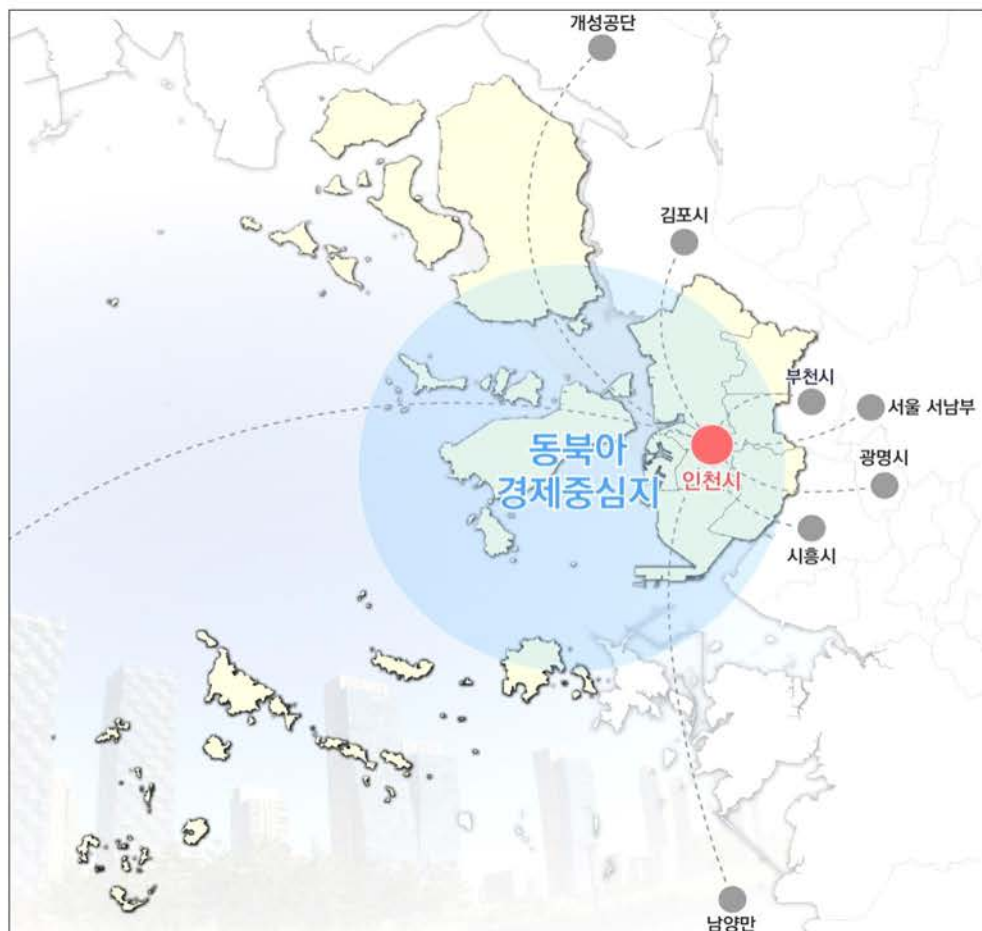 개성공단
김포시
부천시
서울 서남부
동북아
경제중심지
인천시
광명시
시흥시
남양만